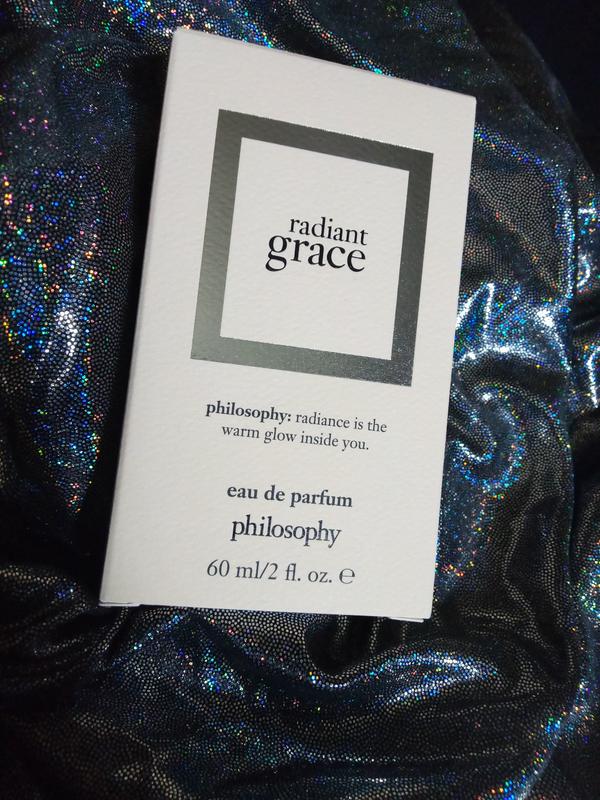 radiant
grace
philosophy: radiance is the
warm glow inside you.
eau de parfum
philosophy
60 ml/2 fl. oz. ℮